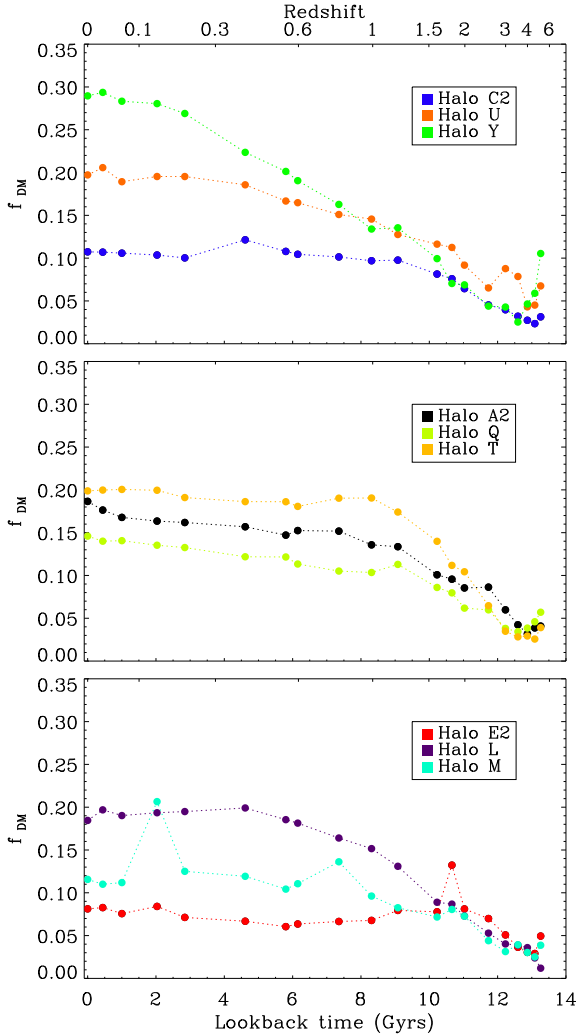 Redshift
0 0.1 0.3 0.6 1 1.5 2 3 4 6
0.35
0.30
0.25
0.20
0.15
0.10
0.05
0.00
f DM
Halo C2
Halo U
Halo Y
0.35
0.30
0.25
0.20
0.15
0.10
0.05
0.00
f DM
Halo A2
Halo Q
Halo T
0.35
0.30
0.25
0.20
0.15
0.10
0.05
0.00
f DM
Halo E2
Halo L
Halo M
0 2 4 6 8 10 12 14
Lookback time (Gyrs)